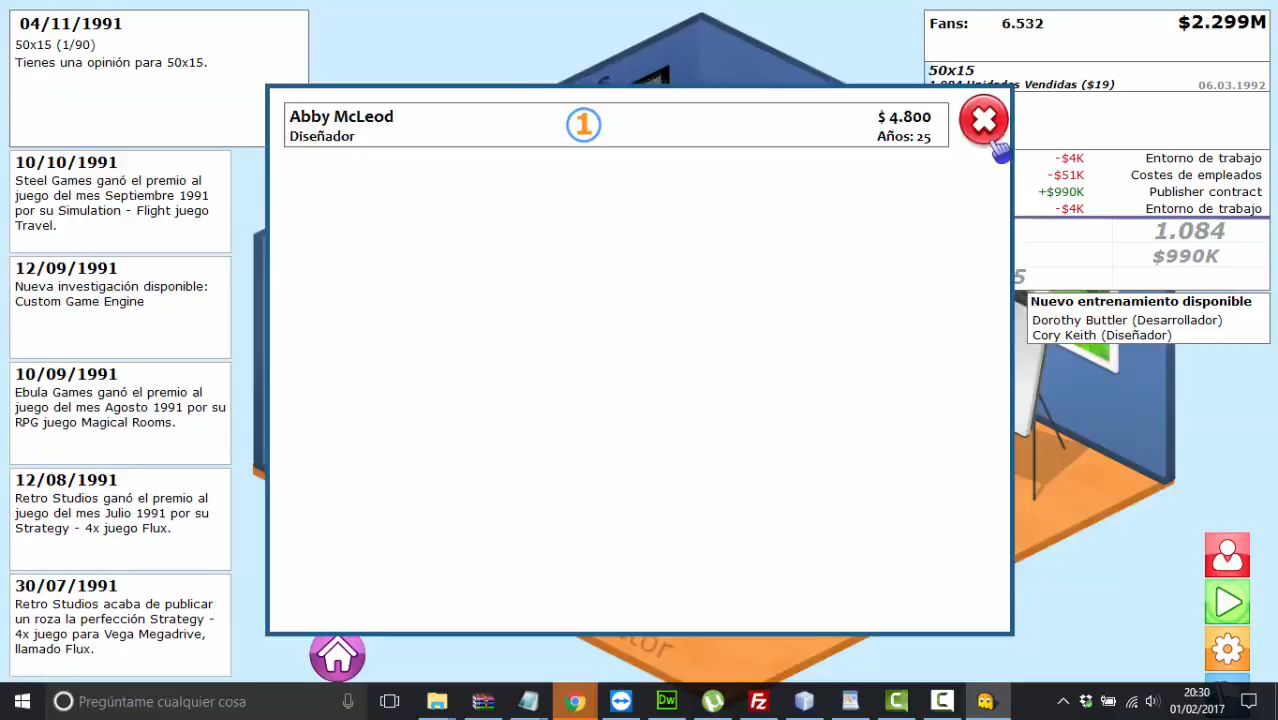 04/11/1991
50x15 (1/90)
Tienes una opinión para 50x15.
10/10/1991
Steel Games ganó el premio al
juego del mes Septiembre 1991
por su Simulation - Flight juego
Travel.
12/09/1991
Nueva investigación disponible:
Custom Game Engine
10/09/1991
Ebula Games ganó el premio al
juego del mes Agosto 1991 por su
RPG juego Magical Rooms.
12/08/1991
Retro Studios ganó el premio al
juego del mes Julio 1991 por su
Strategy - 4x juego Flux.
30/07/1991
Retro Studios acaba de publicar
un roza la perfección Strategy -
4x juego para Vega Megadrive,
llamado Flux.
Abby McLeod
Diseñador
1
$ 4.800
Años: 25
Fans: 6.532 $2.299M
50x15
1.084 Unidades Vendidas ($19) 06.03.1992
-$4K Entorno de trabajo
-$51K Costes de empleados
+$990K Publisher contract
-$4K Entorno de trabajo
1.084
$990K
5
Nuevo entrenamiento disponible
Dorothy Buttler (Desarrollador)
Cory Keith (Diseñador)
Pregúntame cualquier cosa
Dw
Fz
C
C
20:30
01/02/2017